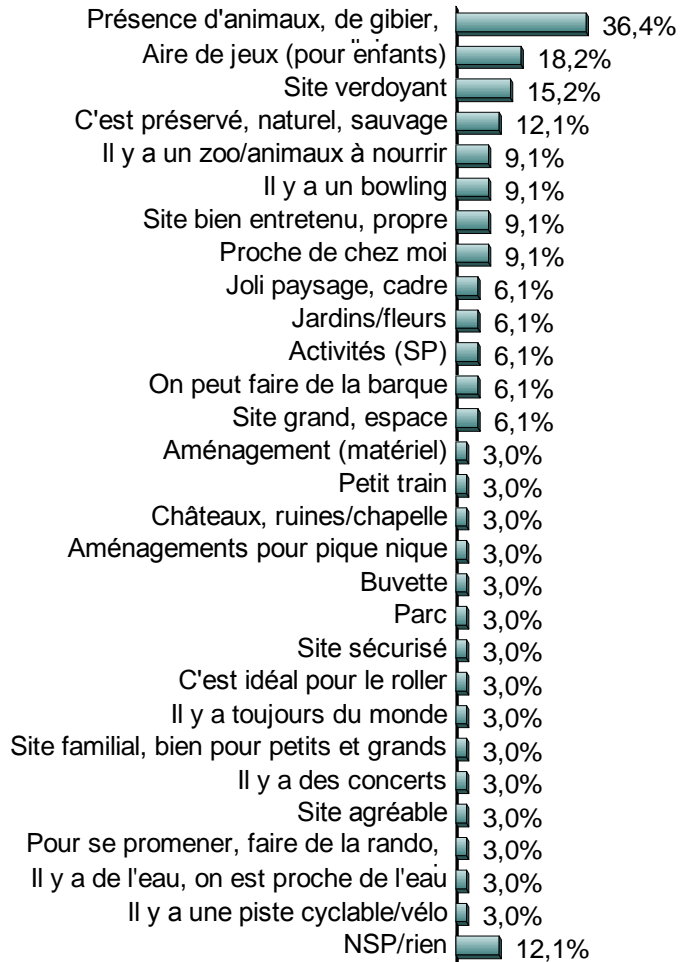 Présence d'animaux, de gibier, 36,4%
Aire de jeux (pour enfants) 18,2%
Site verdoyant 15,2%
C'est préservé, naturel, sauvage 12,1%
Il y a un zoo/animaux à nourrir 9,1%
Il y a un bowling 9,1%
Site bien entretenu, propre 9,1%
Proche de chez moi 9,1%
Joli paysage, cadre 6,1%
Jardins/fleurs 6,1%
Activités (SP) 6,1%
On peut faire de la barque 6,1%
Site grand, espace 6,1%
Aménagement (matériel) 3,0%
Petit train 3,0%
Châteaux, ruines/chapelle 3,0%
Aménagements pour pique nique 3,0%
Buvette 3,0%
Parc 3,0%
Site sécurisé 3,0%
C'est idéal pour le roller 3,0%
Il y a toujours du monde 3,0%
Site familial, bien pour petits et grands 3,0%
Il y a des concerts 3,0%
Site agréable 3,0%
Pour se promener, faire de la rando, 3,0%
Il y a de l'eau, on est proche de l'eau 3,0%
Il y a une piste cyclable/vélo 3,0%
NSP/rien 12,1%